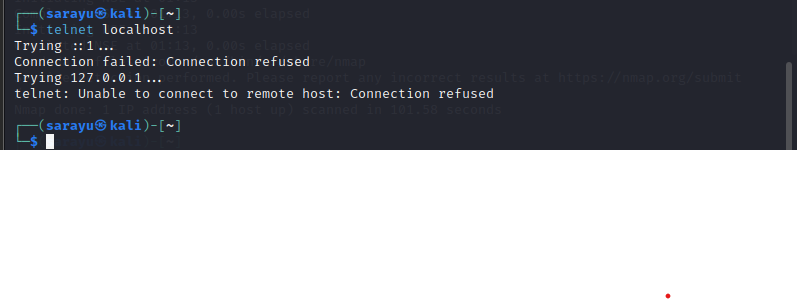 ┌──(sarayu㉿kali)-[~]
└─$ telnet localhost
Trying ::1...
Connection failed: Connection refused
Trying 127.0.0.1...
telnet: Unable to connect to remote host: Connection refused
┌──(sarayu㉿kali)-[~]
└─$